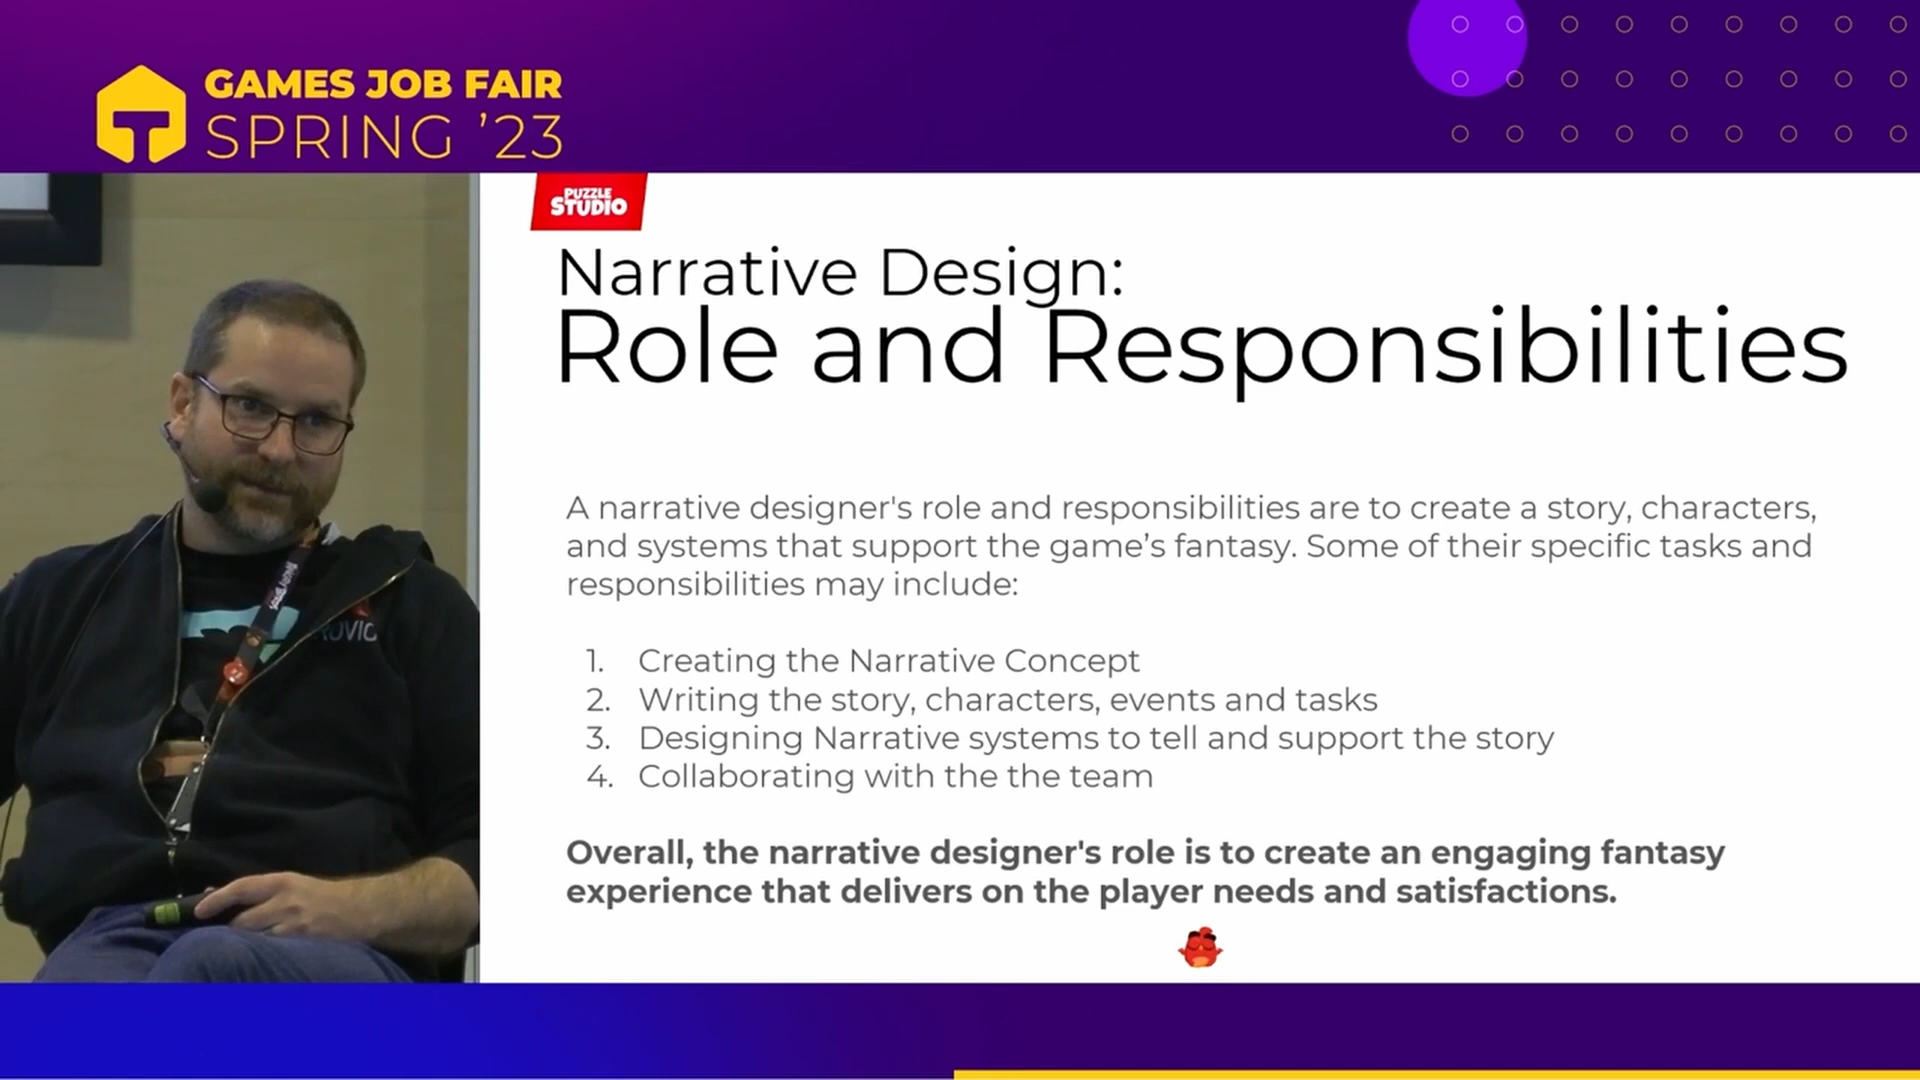 GAMES JOB FAIR
SPRING ’23
PUZZLE
STUDIO
Narrative Design:
Role and Responsibilities
A narrative designer's role and responsibilities are to create a story, characters,
and systems that support the game’s fantasy. Some of their specific tasks and
responsibilities may include:
1. Creating the Narrative Concept
2. Writing the story, characters, events and tasks
3. Designing Narrative systems to tell and support the story
4. Collaborating with the the team
Overall, the narrative designer's role is to create an engaging fantasy
experience that delivers on the player needs and satisfactions.